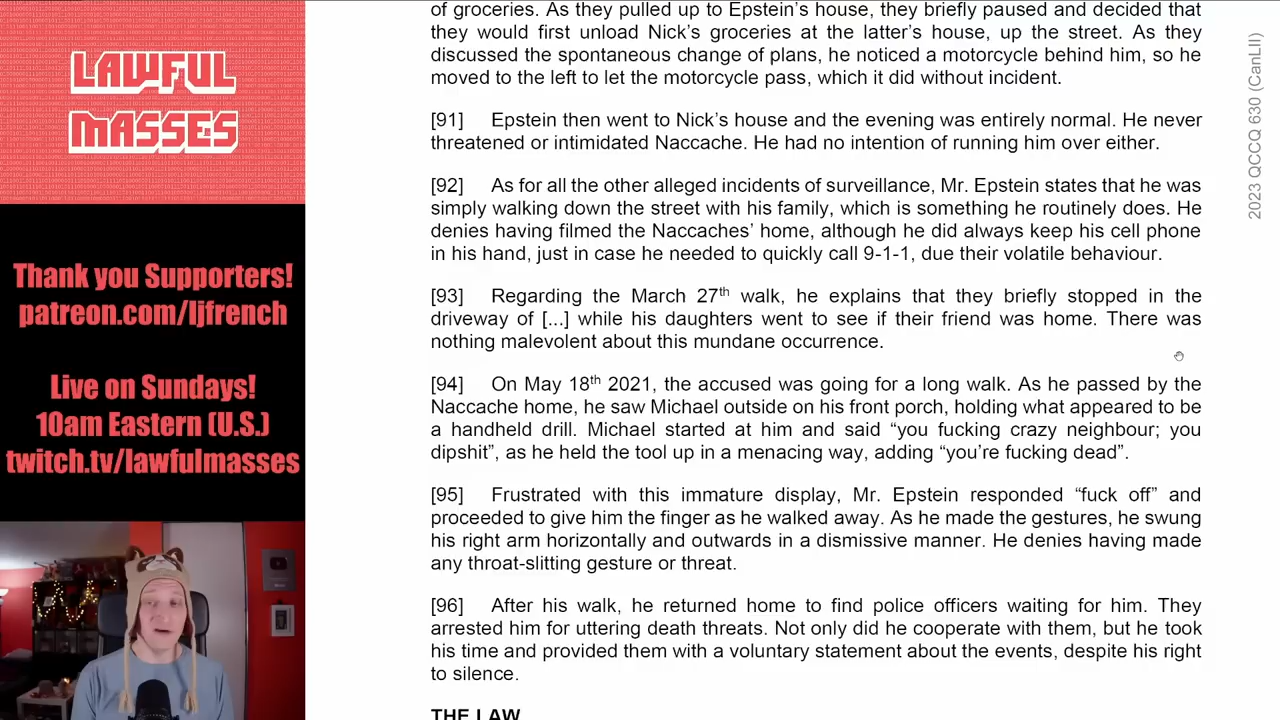 LAWFUL
MASSES
Thank you Supporters!
patreon.com/ljfrench
Live on Sundays!
10am Eastern (U.S.)
twitch.tv/lawfulmasses
of groceries. As they pulled up to Epstein’s house, they briefly paused and decided that
they would first unload Nick’s groceries at the latter’s house, up the street. As they
discussed the spontaneous change of plans, he noticed a motorcycle behind him, so he
moved to the left to let the motorcycle pass, which it did without incident.
[91] Epstein then went to Nick’s house and the evening was entirely normal. He never
threatened or intimidated Naccache. He had no intention of running him over either.
[92] As for all the other alleged incidents of surveillance, Mr. Epstein states that he was
simply walking down the street with his family, which is something he routinely does. He
denies having filmed the Naccaches’ home, although he did always keep his cell phone
in his hand, just in case he needed to quickly call 9-1-1, due their volatile behaviour.
[93] Regarding the March 27th walk, he explains that they briefly stopped in the
driveway of [...] while his daughters went to see if their friend was home. There was
nothing malevolent about this mundane occurrence.
[94] On May 18th 2021, the accused was going for a long walk. As he passed by the
Naccache home, he saw Michael outside on his front porch, holding what appeared to be
a handheld drill. Michael started at him and said “you fucking crazy neighbour; you
dipshit”, as he held the tool up in a menacing way, adding “you’re fucking dead”.
[95] Frustrated with this immature display, Mr. Epstein responded “fuck off” and
proceeded to give him the finger as he walked away. As he made the gestures, he swung
his right arm horizontally and outwards in a dismissive manner. He denies having made
any throat-slitting gesture or threat.
[96] After his walk, he returned home to find police officers waiting for him. They
arrested him for uttering death threats. Not only did he cooperate with them, but he took
his time and provided them with a voluntary statement about the events, despite his right
to silence.
THE LAW
2023 QCCQ 630 (CanLII)